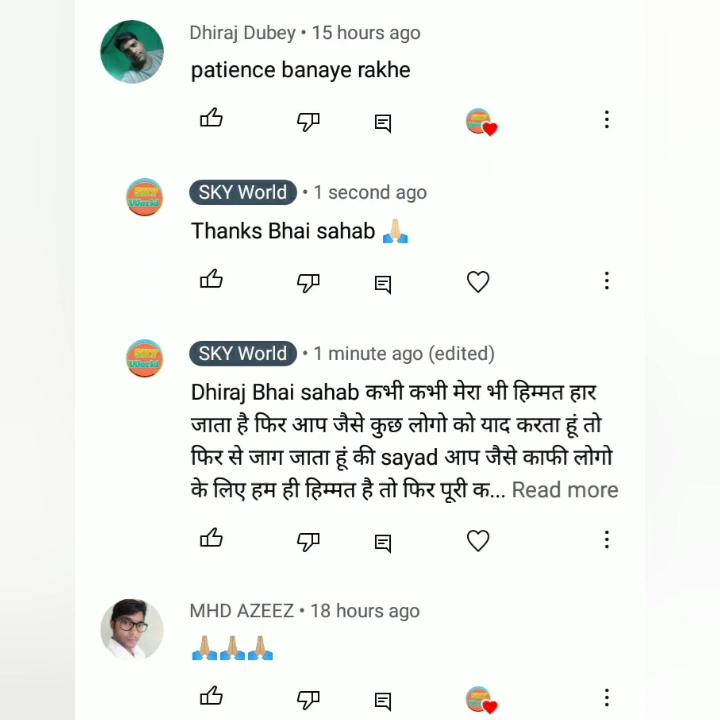 Dhiraj Dubey • 15 hours ago
patience banaye rakhe
SKY World • 1 second ago
Thanks Bhai sahab 🙏🏼
SKY World • 1 minute ago (edited)
Dhiraj Bhai sahab कभी कभी मेरा भी हिम्मत हार
जाता है फिर आप जैसे कुछ लोगो को याद करता हूं तो
फिर से जाग जाता हूं की sayad आप जैसे काफी लोगो
के लिए हम ही हिम्मत है तो फिर पूरी क... Read more
MHD AZEEZ • 18 hours ago
🙏🏽🙏🏽🙏🏽